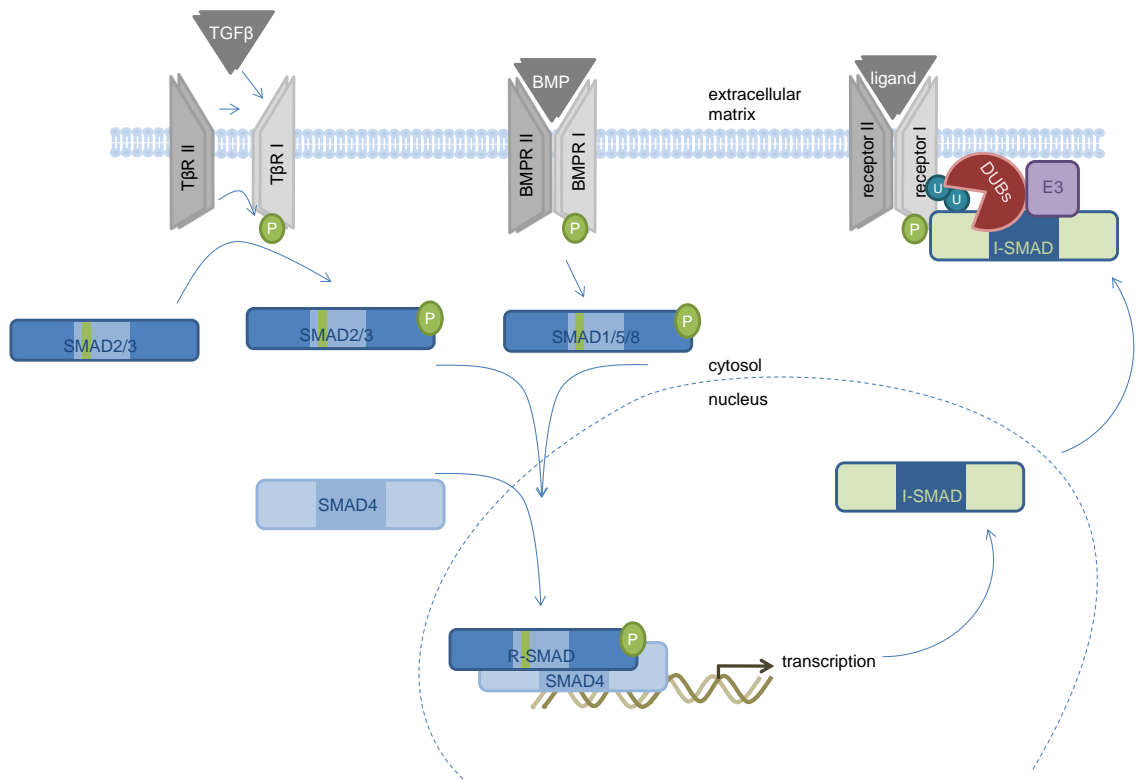 TGFβ
TβR II
TβR I
P
BMP
BMPR II
BMPR I
P
extracellular
matrix
ligand
receptor II
receptor I
P
U
U
DUBs
E3
I-SMAD
SMAD2/3
SMAD2/3
P
SMAD1/5/8
P
cytosol
nucleus
SMAD4
I-SMAD
R-SMAD
P
SMAD4
transcription